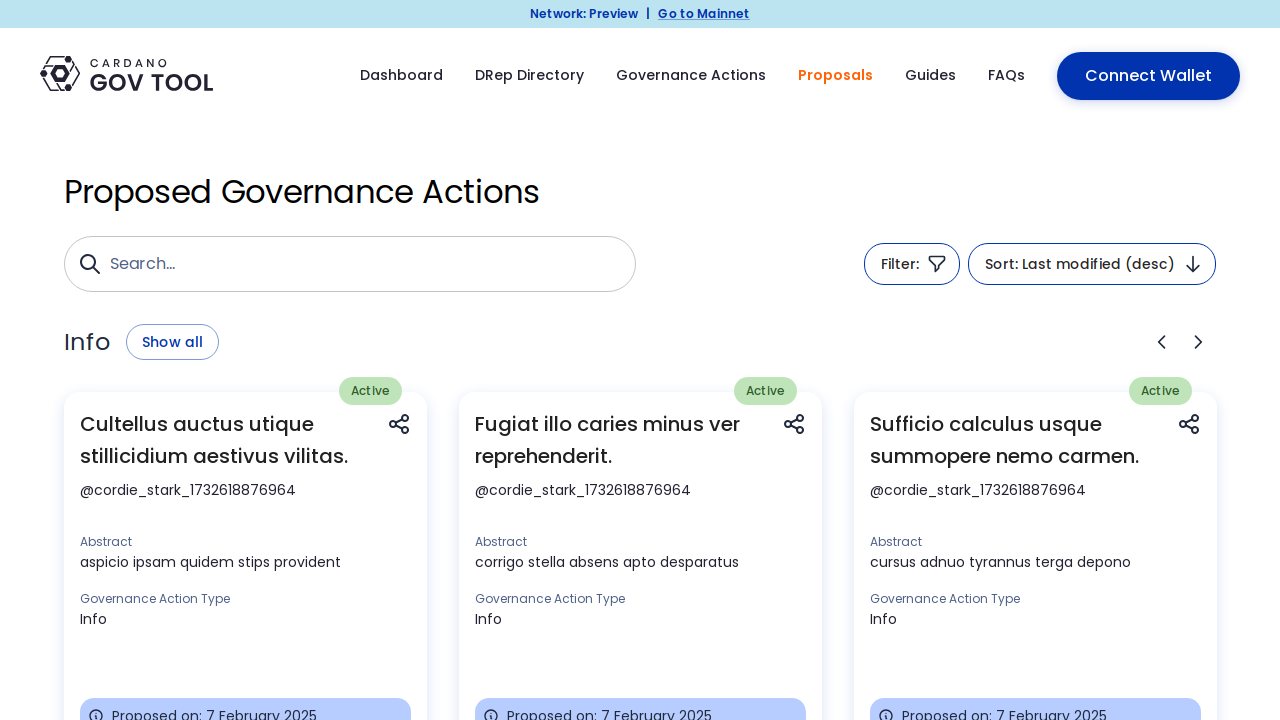 Network: Preview | Go to Mainnet
CARDANO
GOV TOOL
Dashboard
DRep Directory
Governance Actions
Proposals
Guides
FAQs
Connect Wallet
Proposed Governance Actions
Search...
Filter:
Sort: Last modified (desc)
Info
Show all
Active
Cultellus auctus utique
stillicidium aestivus vilitas.
@cordie_stark_1732618876964
Abstract
aspicio ipsam quidem stips provident
Governance Action Type
Info
Proposed on: 7 February 2025
Active
Fugiat illo caries minus ver
reprehenderit.
@cordie_stark_1732618876964
Abstract
corrigo stella absens apto desparatus
Governance Action Type
Info
Proposed on: 7 February 2025
Active
Sufficio calculus usque
summopere nemo carmen.
@cordie_stark_1732618876964
Abstract
cursus adnuo tyrannus terga depono
Governance Action Type
Info
Proposed on: 7 February 2025